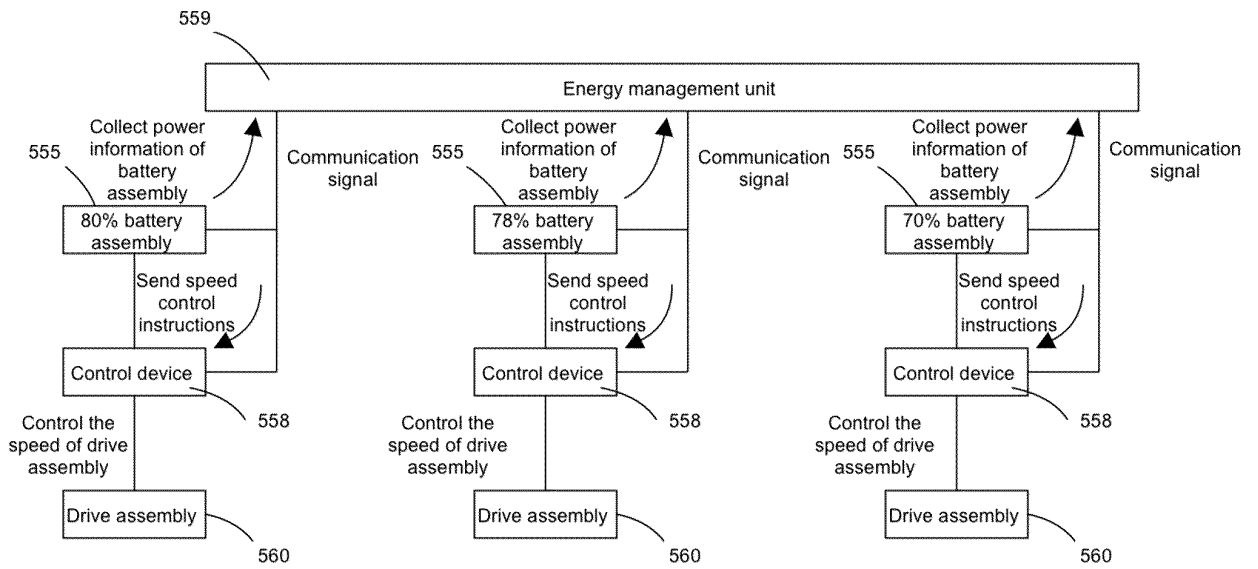 559
Energy management unit
Collect power
information of
battery
assembly
555
Communication
signal
80% battery
assembly
Send speed
control
instructions
Control device
558
Control the
speed of drive
assembly
Drive assembly
560
Collect power
information of
battery
assembly
555
Communication
signal
78% battery
assembly
Send speed
control
instructions
Control device
558
Control the
speed of drive
assembly
Drive assembly
560
Collect power
information of
battery
assembly
555
Communication
signal
70% battery
assembly
Send speed
control
instructions
Control device
558
Control the
speed of drive
assembly
Drive assembly
560